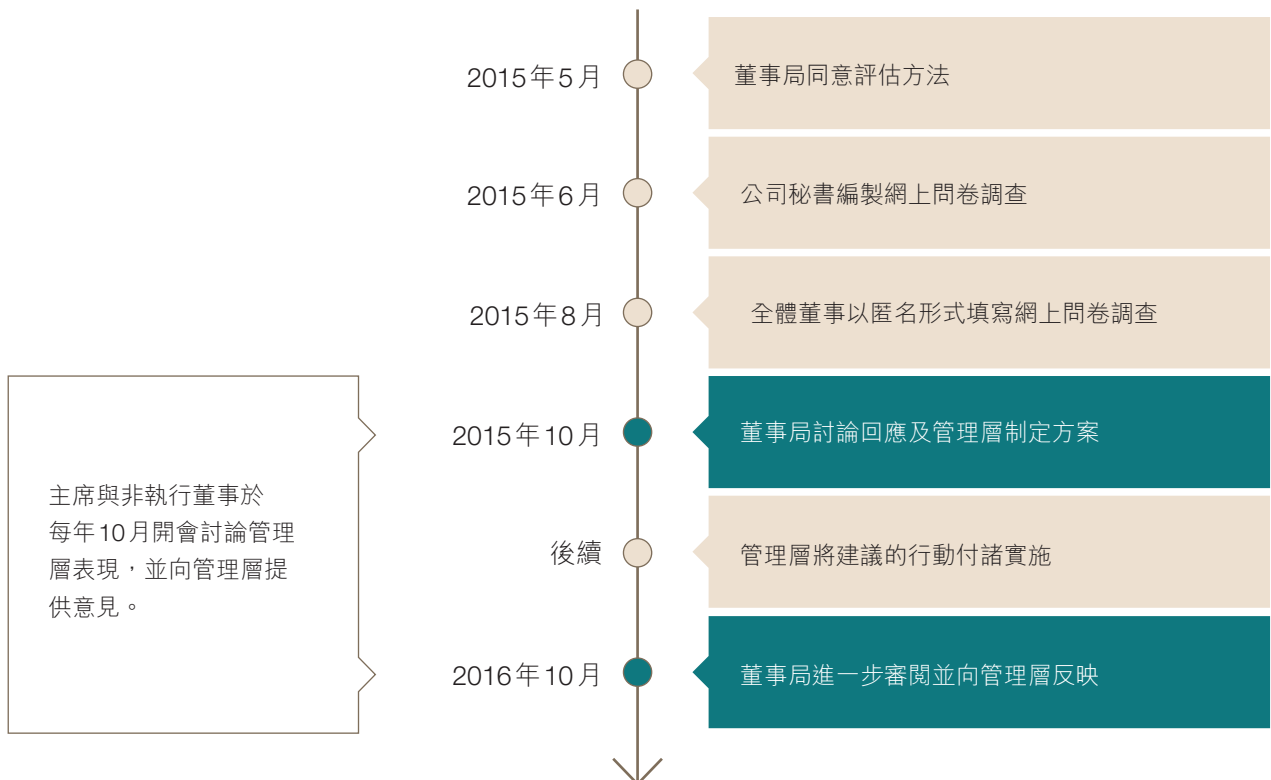 2015年5月
董事局同意評估方法
2015年6月
公司秘書編製網上問卷調查
2015年8月
全體董事以匿名形式填寫網上問卷調查
2015年10月
董事局討論回應及管理層制定方案
主席與非執行董事於
每年10月開會討論管理
層表現，並向管理層提
供意見。
後續
管理層將建議的行動付諸實施
2016年10月
董事局進一步審閱並向管理層反映